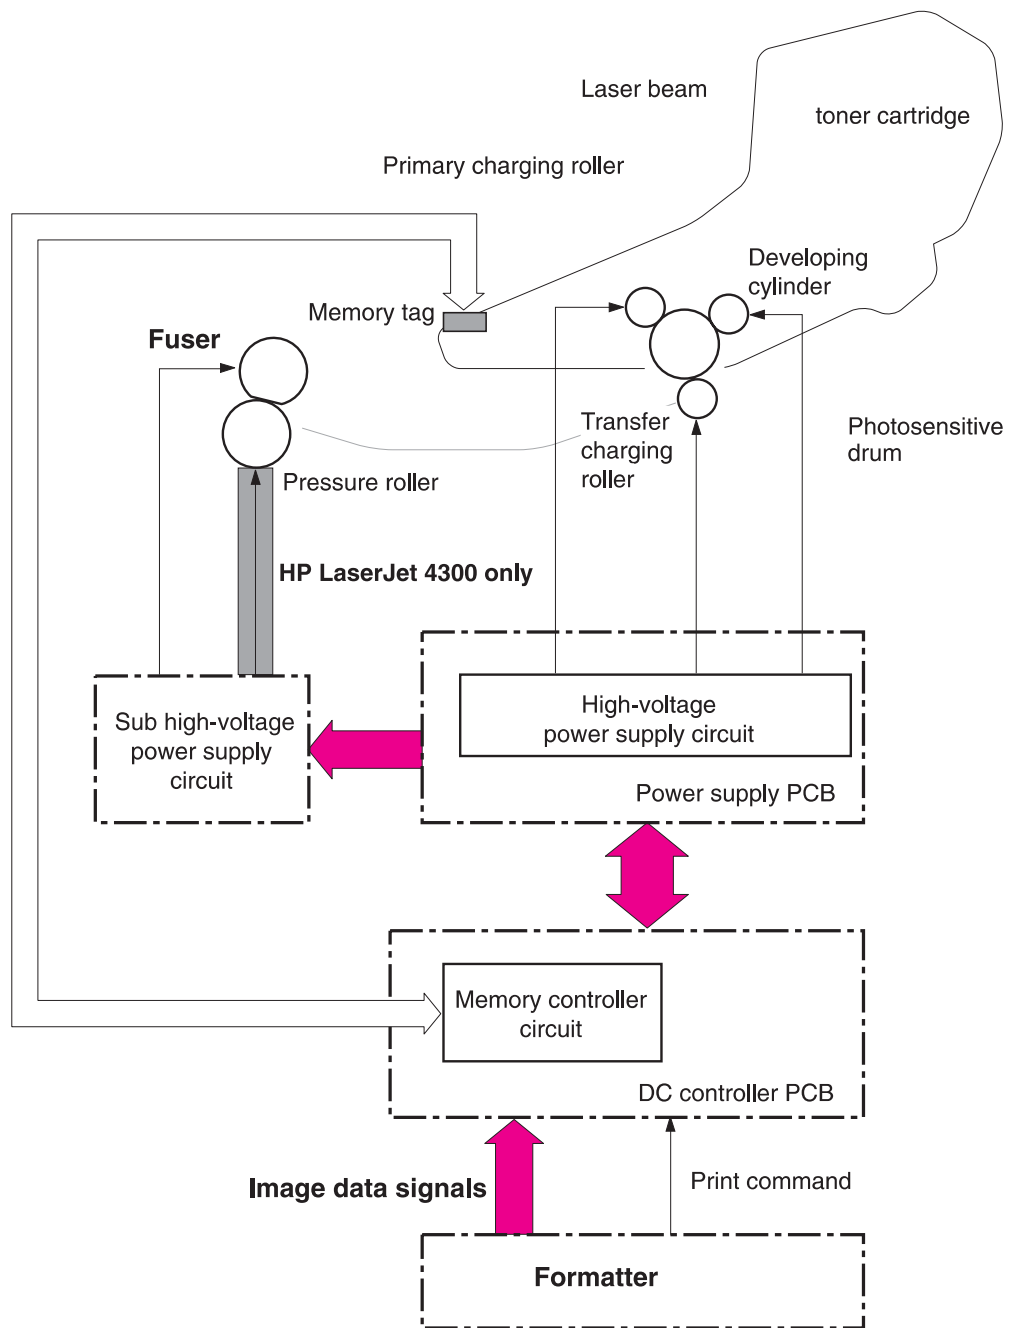 Laser beam
toner cartridge
Primary charging roller
Developing
cylinder
Memory tag
Fuser
Transfer
charging
roller
Photosensitive
drum
Pressure roller
HP LaserJet 4300 only
Sub high-voltage
power supply
circuit
High-voltage
power supply circuit
Power supply PCB
Memory controller
circuit
DC controller PCB
Image data signals
Print command
Formatter